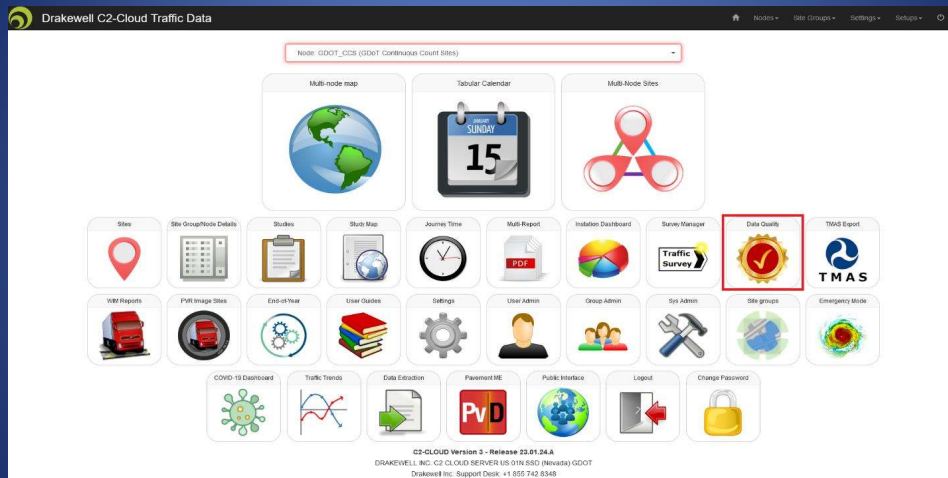 Drakewell C2-Cloud Traffic Data
Nodes
Site Groups
Settings
Setups
Node: GDOT_CCS (GDoT Continuous Count Sites)
Multi-node map
Tabular Calendar
Multi-Node Sites
JANUARY
SUNDAY
15
Sites
Site Group/Node Details
Studies
Study Map
Journey Time
Multi-Report
Instation Dashboard
Survey Manager
Data Quality
TMAS Export
PDF
Traffic
Survey
TMAS
WIM Reports
PVR Image Sites
End-of-Year
User Guides
Settings
User Admin
Group Admin
Sys Admin
Site groups
Emergency Mode
COVID-19 Dashboard
Traffic Trends
Data Extraction
Pavement ME
Public Interface
Logout
Change Password
PvD
C2-CLOUD Version 3 - Release 23.01.24.A
DRAKEWELL INC. C2 CLOUD SERVER US 01N SSD (Nevada) GDOT
Drakewell Inc. Support Desk: +1 855 742 8348